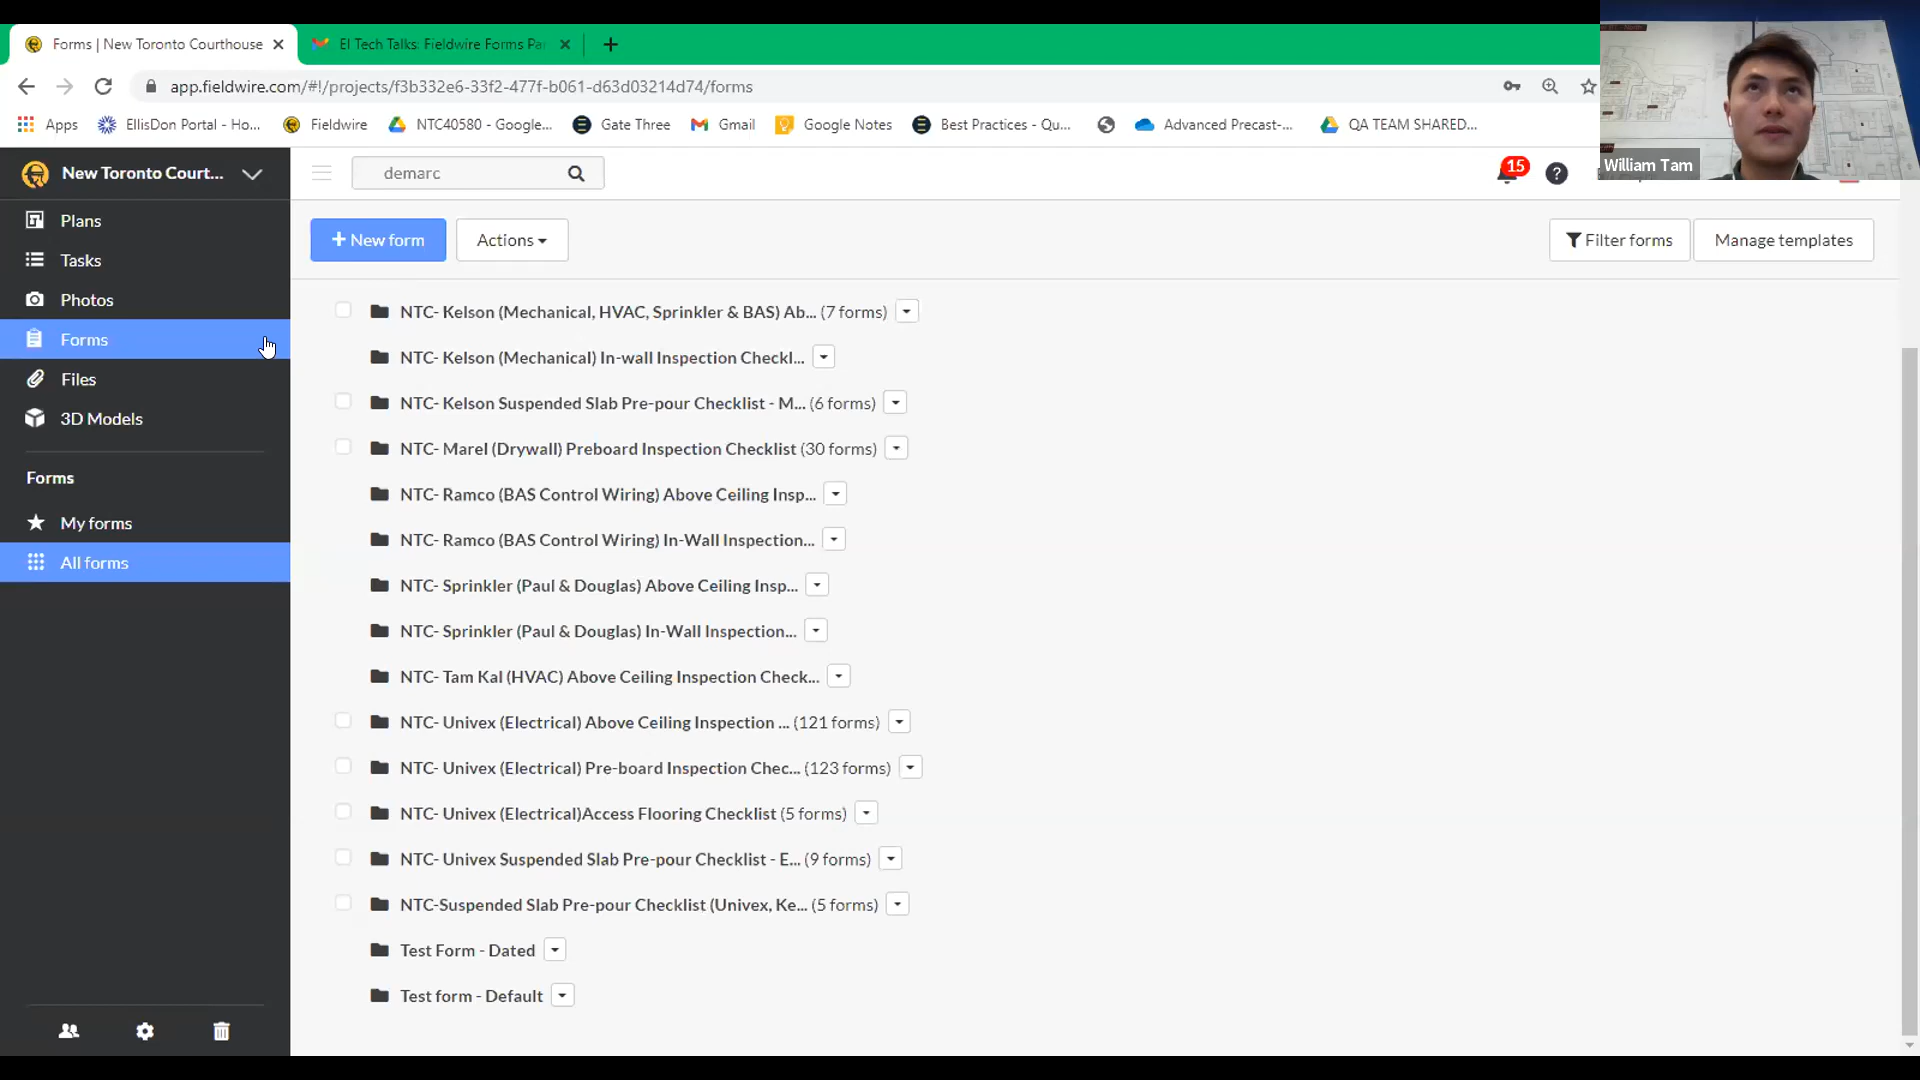 Forms | New Toronto Courthouse
EI Tech Talks: Fieldwire Forms Pa
app.fieldwire.com/#!/projects/f3b332e6-33f2-477f-b061-d63d03214d74/forms
Apps
EllisDon Portal - Ho...
Fieldwire
NTC40580 - Google...
Gate Three
Gmail
Google Notes
Best Practices - Qu...
Advanced Precast-...
QA TEAM SHARED...
William Tam
New Toronto Court...
demarc
15
Plans
Tasks
Photos
Forms
Files
3D Models
Forms
My forms
All forms
+ New form
Actions
Filter forms
Manage templates
NTC- Kelson (Mechanical, HVAC, Sprinkler & BAS) Ab... (7 forms)
NTC- Kelson (Mechanical) In-wall Inspection Checkl...
NTC- Kelson Suspended Slab Pre-pour Checklist - M... (6 forms)
NTC- Marel (Drywall) Preboard Inspection Checklist (30 forms)
NTC- Ramco (BAS Control Wiring) Above Ceiling Insp...
NTC- Ramco (BAS Control Wiring) In-Wall Inspection...
NTC- Sprinkler (Paul & Douglas) Above Ceiling Insp...
NTC- Sprinkler (Paul & Douglas) In-Wall Inspection...
NTC- Tam Kal (HVAC) Above Ceiling Inspection Check...
NTC- Univex (Electrical) Above Ceiling Inspection ... (121 forms)
NTC- Univex (Electrical) Pre-board Inspection Chec... (123 forms)
NTC- Univex (Electrical)Access Flooring Checklist (5 forms)
NTC- Univex Suspended Slab Pre-pour Checklist - E... (9 forms)
NTC-Suspended Slab Pre-pour Checklist (Univex, Ke... (5 forms)
Test Form - Dated
Test form - Default